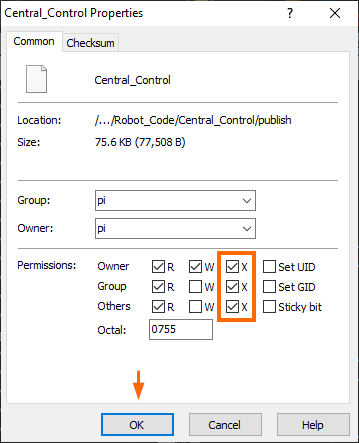 Central_Control Properties
Common Checksum
Central_Control
Location: /.../Robot_Code/Central_Control/publish
Size: 75.6 KB (77,508 B)
Group: pi
Owner: pi
Permissions: Owner R W X Set UID
Group R W X Set GID
Others R W X Sticky bit
Octal: 0755
OK Cancel Help